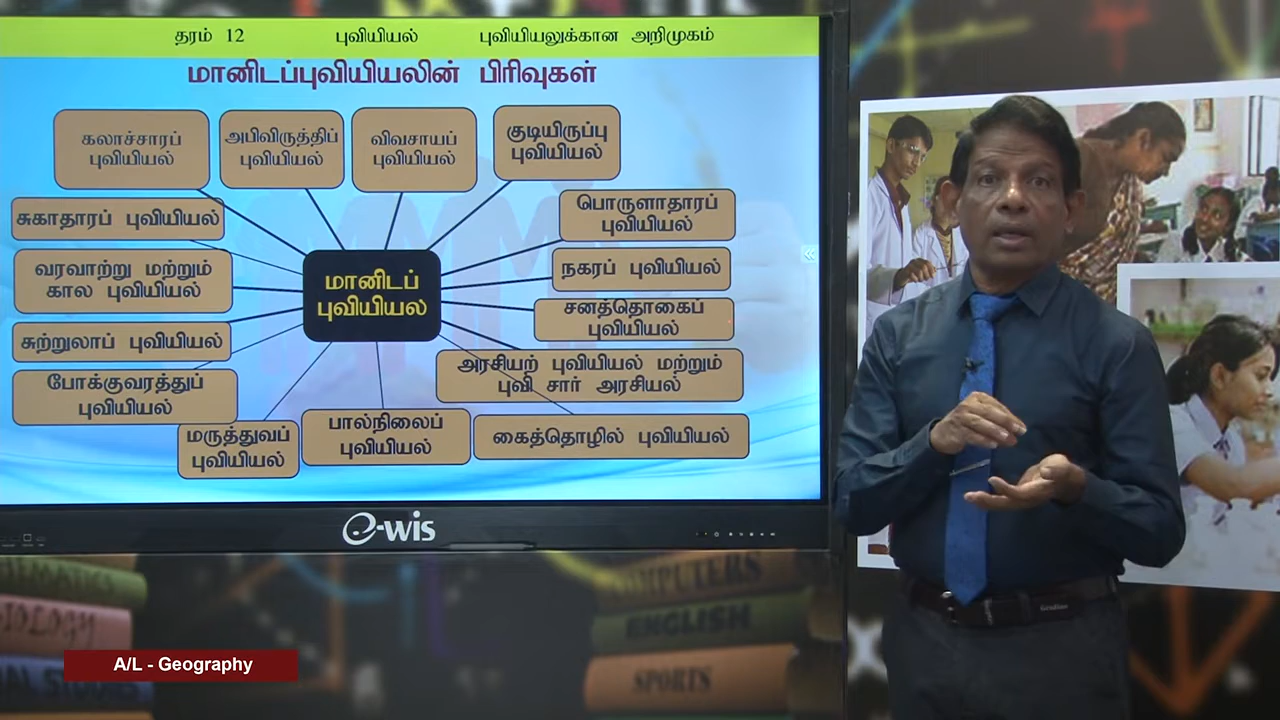 தரம் 12 புவியியல் புவியியலுக்கான அறிமுகம்
மானிடப்புவியியலின் பிரிவுகள்
கலாச்சாரப்
புவியியல்
அபிவிருத்திப்
புவியியல்
விவசாயப்
புவியியல்
குடியிருப்பு
புவியியல்
சுகாதாரப் புவியியல்
பொருளாதாரப்
புவியியல்
வரவாற்று மற்றும்
கால புவியியல்
மானிடப்
புவியியல்
நகரப் புவியியல்
சனத்தொகைப்
புவியியல்
சுற்றுலாப் புவியியல்
அரசியற் புவியியல் மற்றும்
புவி சார் அரசியல்
போக்குவரத்துப்
புவியியல்
மருத்துவப்
புவியியல்
பால்நிலைப்
புவியியல்
கைத்தொழில் புவியியல்
e-wis
COMPUTERS
ENGLISH
SPORTS
A/L - Geography